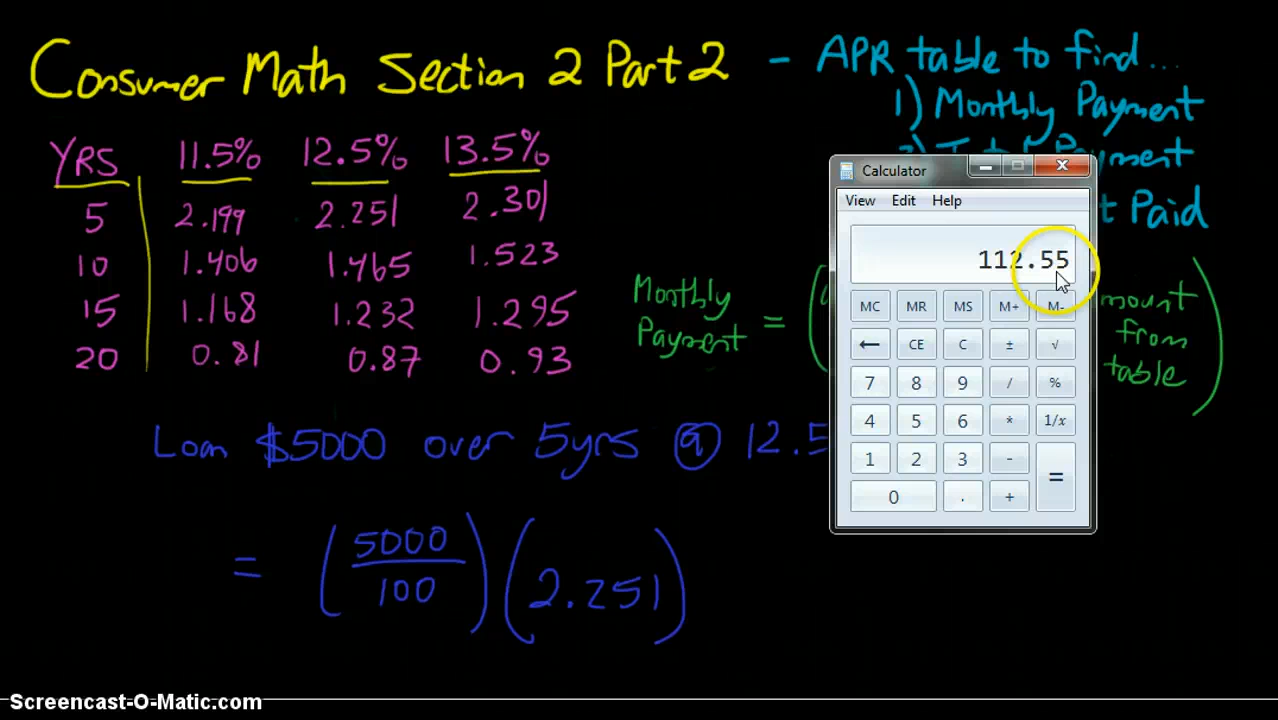 Consumer Math Section 2 Part 2
- APR table to find...
1) Monthly Payment
Payment
t Paid
YRS 11.5% 12.5% 13.5%
5 2.199 2.251 2.301
10 1.406 1.465 1.523
15 1.168 1.232 1.295
20 0.81 0.87 0.93
Monthly
Payment = (
mount
from
table )
Loan $5000 over 5yrs @ 12.5
= (5000
100) (2.251)
Calculator
View Edit Help
112.55
MC MR MS M+ M-
← CE C ± √
7 8 9 / %
4 5 6 * 1/x
1 2 3 - =
0 . +
Screencast-O-Matic.com